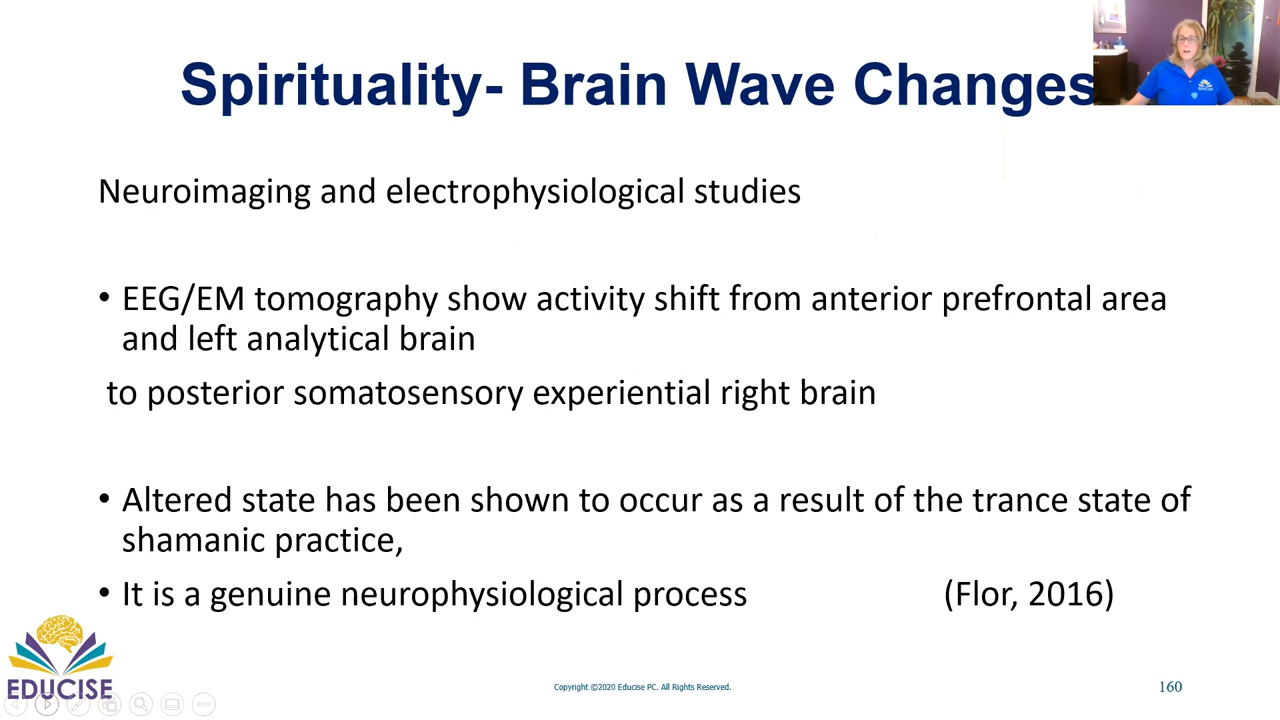 Spirituality- Brain Wave Changes
Neuroimaging and electrophysiological studies
• EEG/EM tomography show activity shift from anterior prefrontal area
and left analytical brain
to posterior somatosensory experiential right brain
• Altered state has been shown to occur as a result of the trance state of
shamanic practice,
• It is a genuine neurophysiological process (Flor, 2016)
EDUCISE
Copyright ©2020 Educise PC. All Rights Reserved.
160